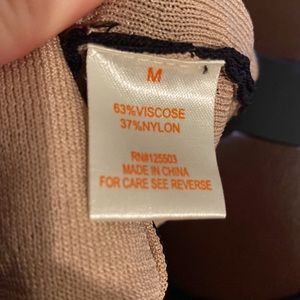 M
63%VISCOSE
37%NYLON
RN#125503
MADE IN CHINA
FOR CARE SEE REVERSE